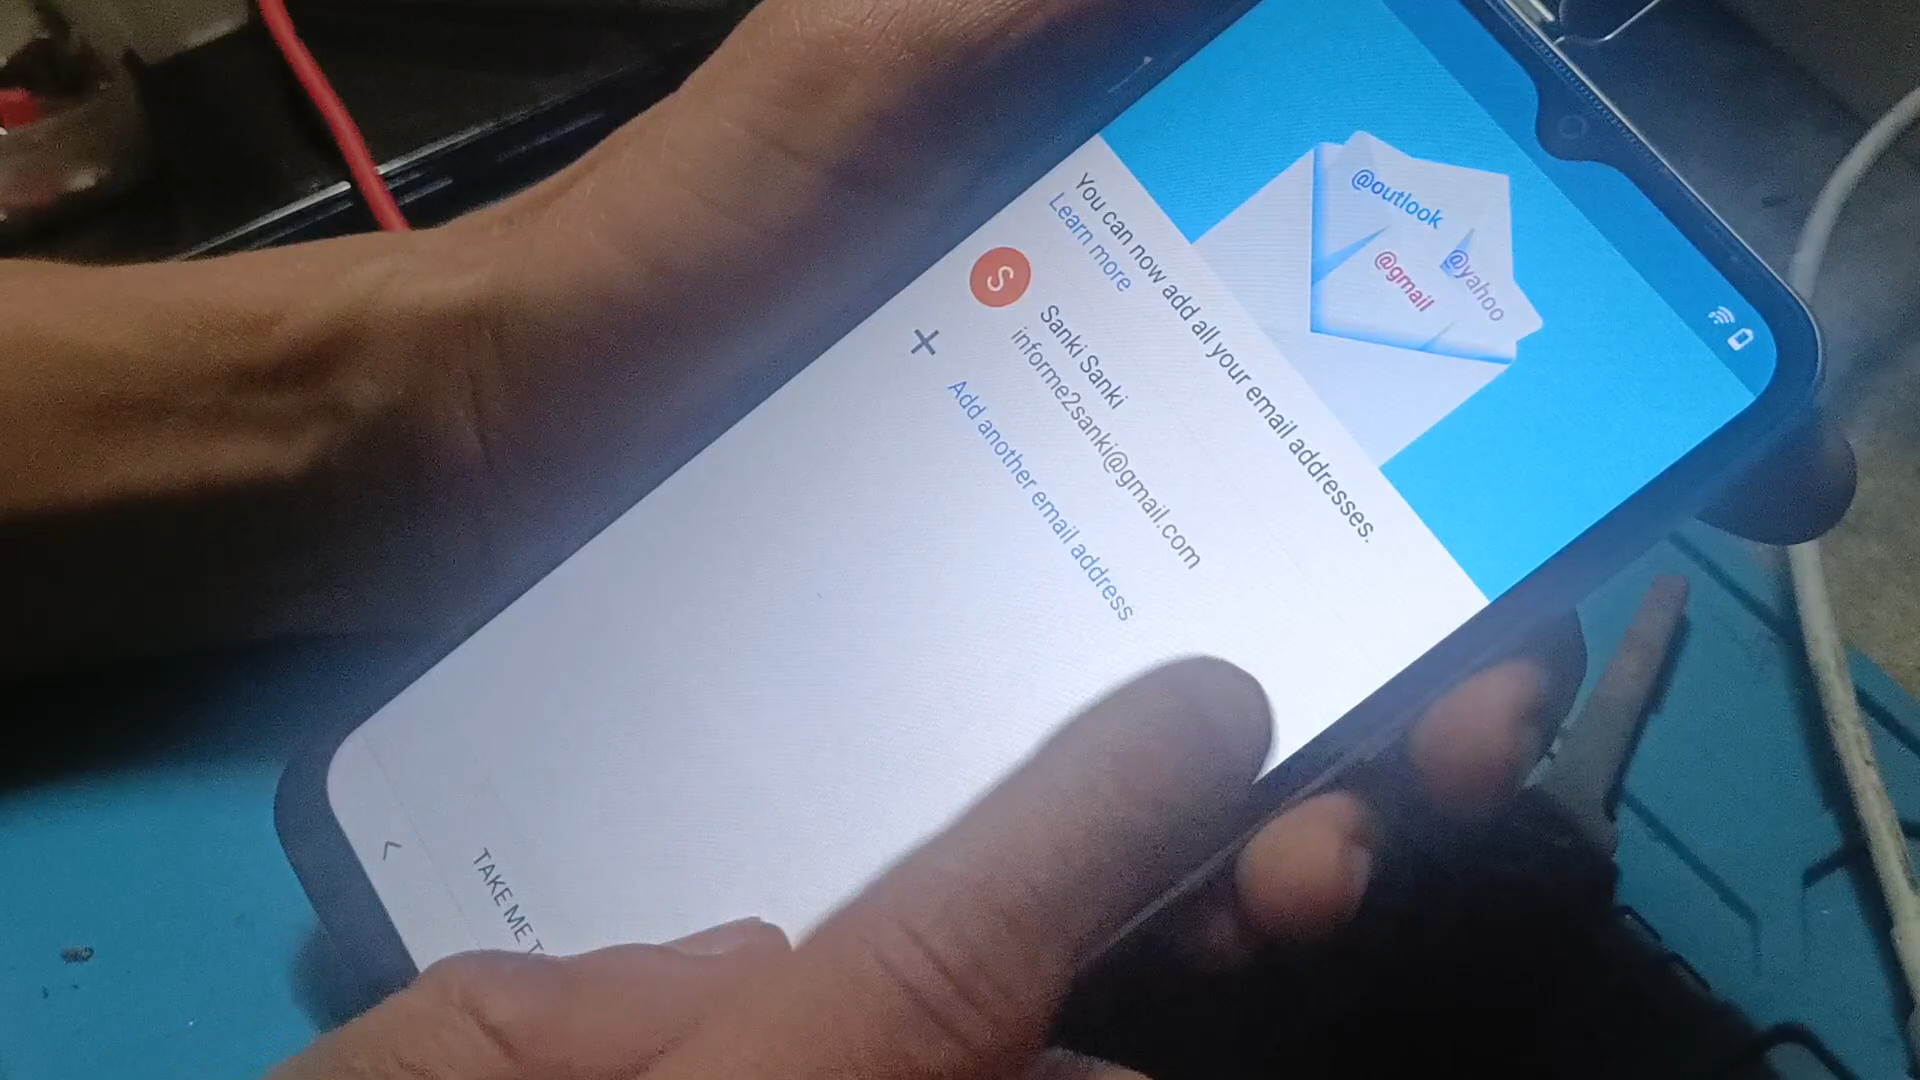 @outlook
@yahoo
@gmail
You can now add all your email addresses.
Learn more
S
Sanki Sanki
informe2sanki@gmail.com
Add another email address
TAKE ME T